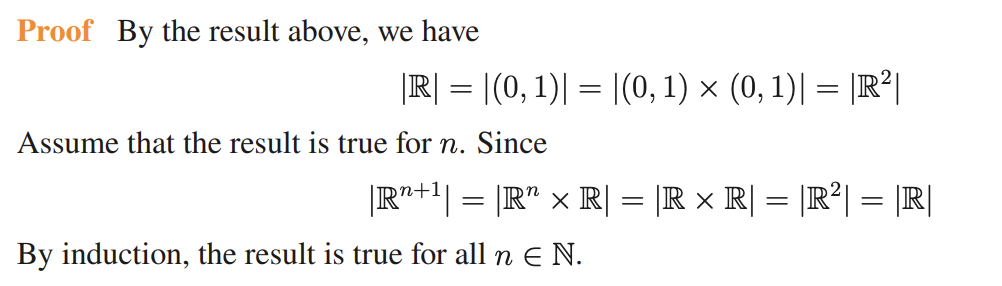 Proof By the result above, we have
|ℝ| = |(0, 1)| = |(0, 1) × (0, 1)| = |ℝ²|
Assume that the result is true for n. Since
|ℝⁿ⁺¹| = |ℝⁿ × ℝ| = |ℝ × ℝ| = |ℝ²| = |ℝ|
By induction, the result is true for all n ∈ ℕ.